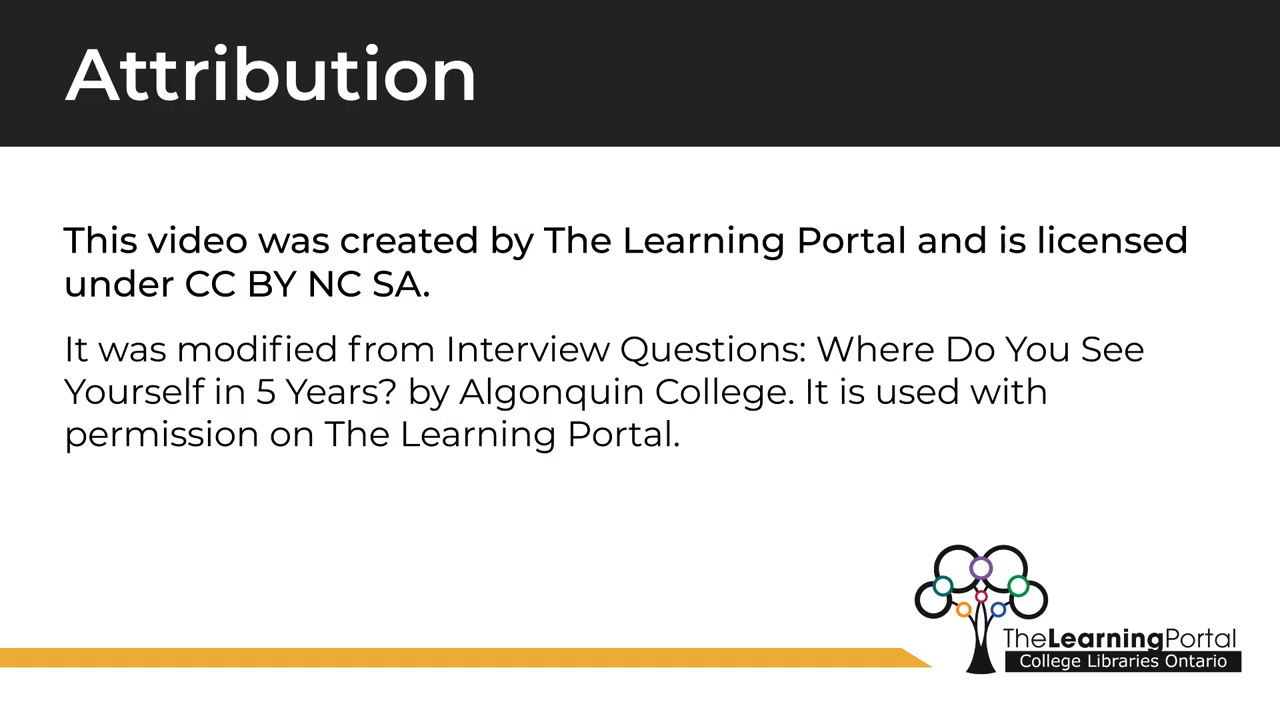 Attribution
This video was created by The Learning Portal and is licensed
under CC BY NC SA.
It was modified from Interview Questions: Where Do You See
Yourself in 5 Years? by Algonquin College. It is used with
permission on The Learning Portal.
TheLearningPortal
College Libraries Ontario